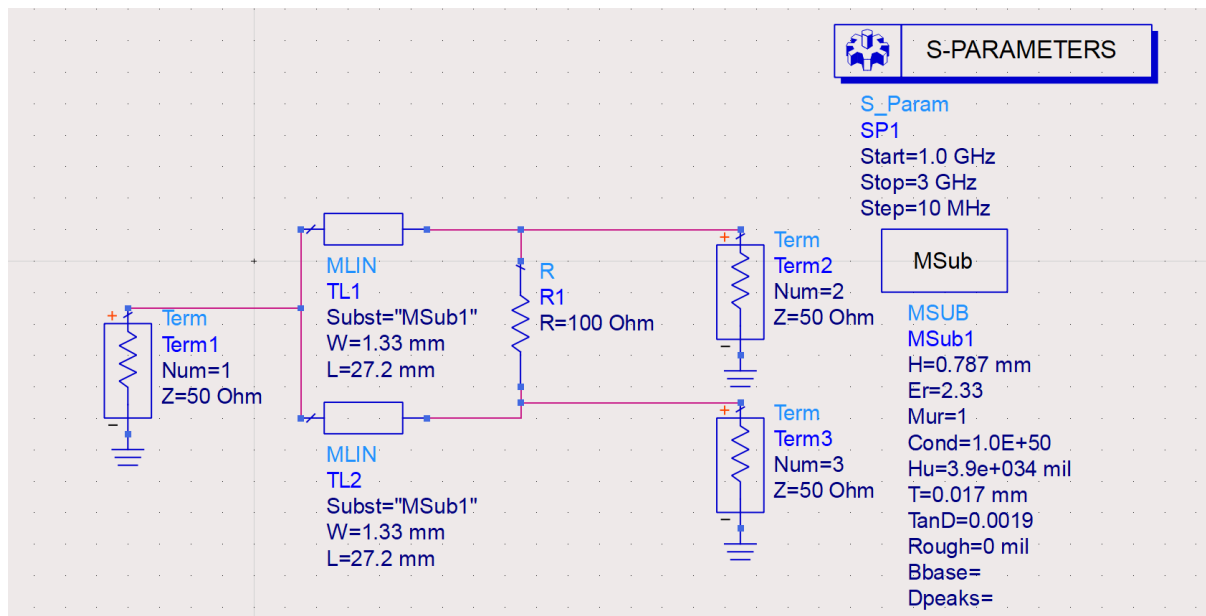 S-PARAMETERS
S_Param
SP1
Start=1.0 GHz
Stop=3 GHz
Step=10 MHz
MSub
MSUB
MSub1
H=0.787 mm
Er=2.33
Mur=1
Cond=1.0E+50
Hu=3.9e+034 mil
T=0.017 mm
TanD=0.0019
Rough=0 mil
Bbase=
Dpeaks=
+
Term
Term1
Num=1
Z=50 Ohm
−
MLIN
TL1
Subst="MSub1"
W=1.33 mm
L=27.2 mm
MLIN
TL2
Subst="MSub1"
W=1.33 mm
L=27.2 mm
R
R1
R=100 Ohm
+
Term
Term2
Num=2
Z=50 Ohm
−
+
Term
Term3
Num=3
Z=50 Ohm
−